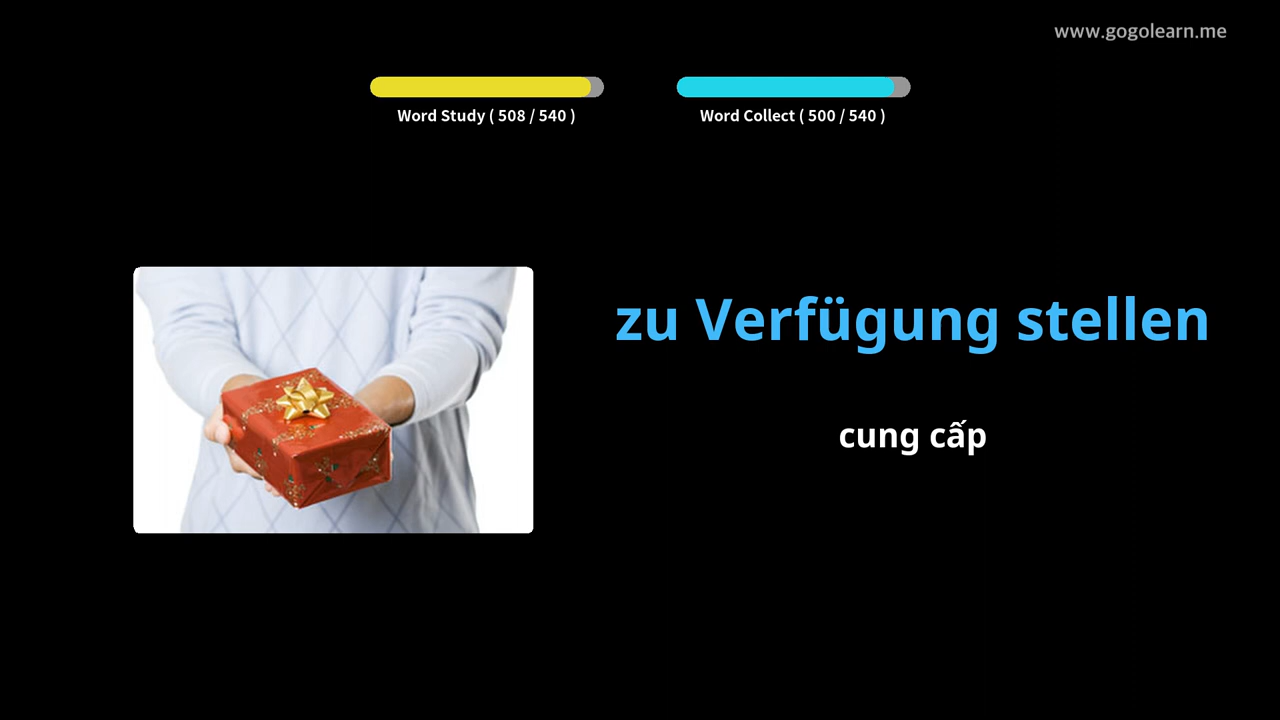 www.gogolearn.me
Word Study ( 508 / 540 )
Word Collect ( 500 / 540 )
zu Verfügung stellen
cung cấp